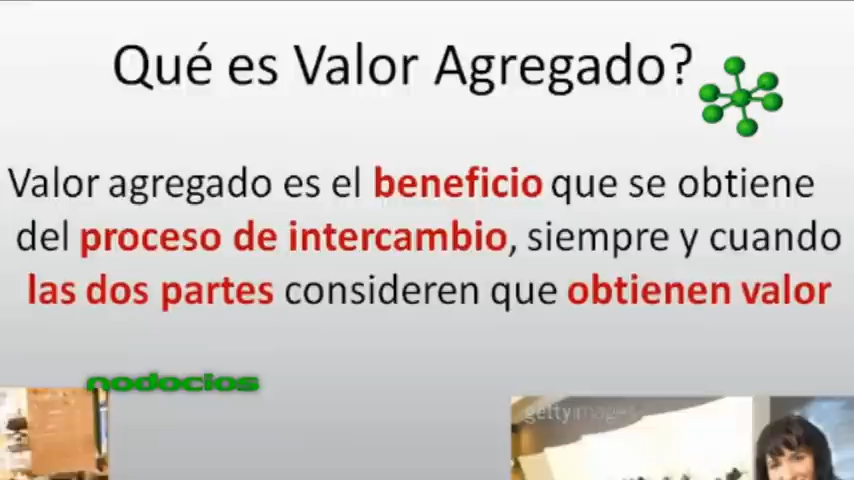 Qué es Valor Agregado?
Valor agregado es el beneficio que se obtiene
del proceso de intercambio, siempre y cuando
las dos partes consideren que obtienen valor
nodocios
gettyimages